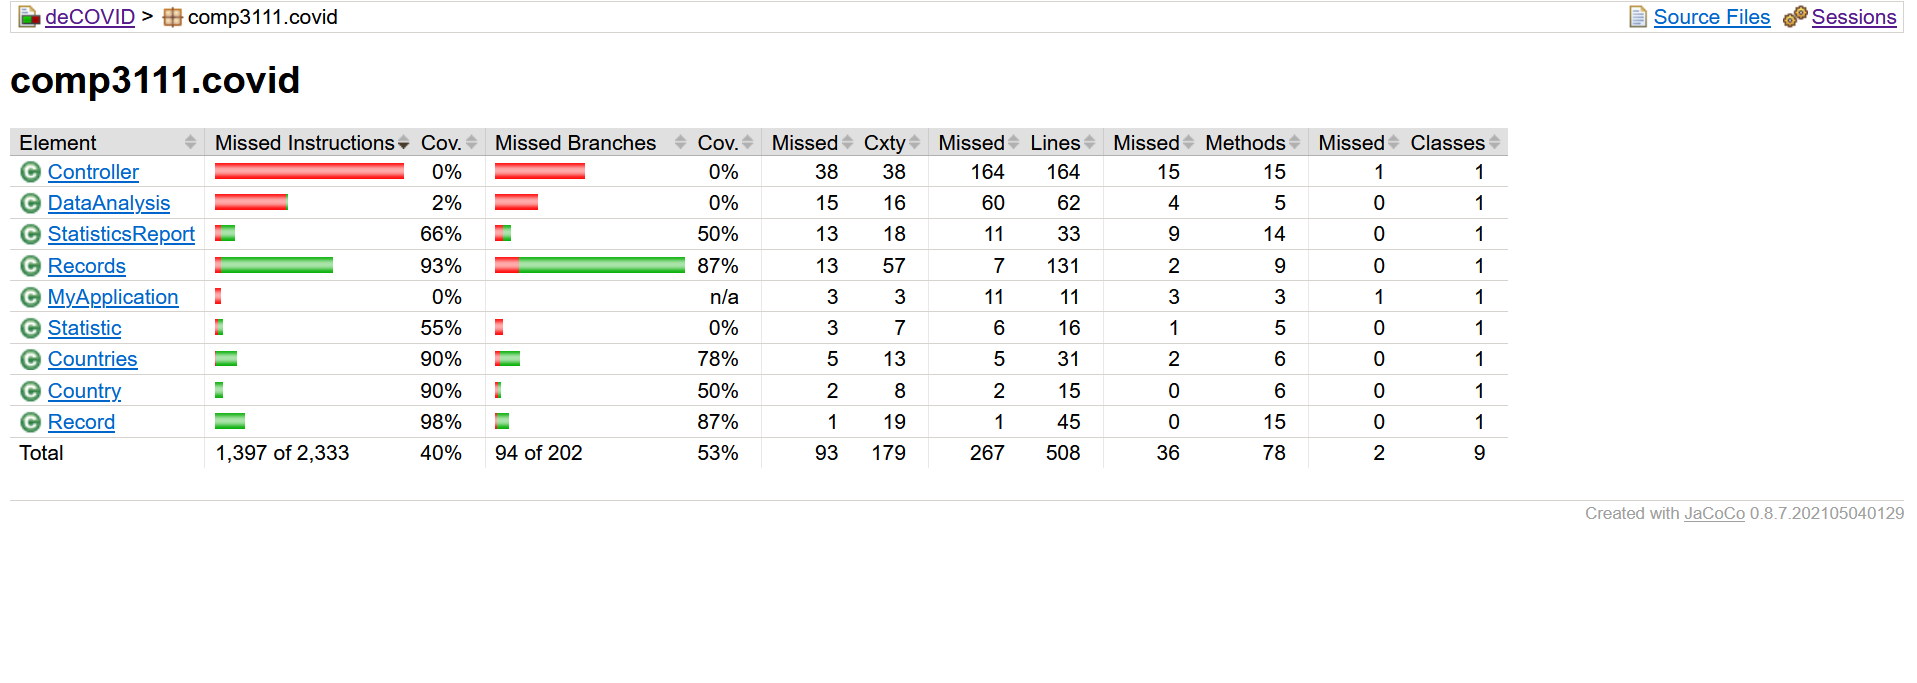 deCOVID > comp3111.covid Source Files Sessions
comp3111.covid
Element Missed Instructions Cov. Missed Branches Cov. Missed Cxty Missed Lines Missed Methods Missed Classes
Controller 0% 0% 38 38 164 164 15 15 1 1
DataAnalysis 2% 0% 15 16 60 62 4 5 0 1
StatisticsReport 66% 50% 13 18 11 33 9 14 0 1
Records 93% 87% 13 57 7 131 2 9 0 1
MyApplication 0% n/a 3 3 11 11 3 3 1 1
Statistic 55% 0% 3 7 6 16 1 5 0 1
Countries 90% 78% 5 13 5 31 2 6 0 1
Country 90% 50% 2 8 2 15 0 6 0 1
Record 98% 87% 1 19 1 45 0 15 0 1
Total 1,397 of 2,333 40% 94 of 202 53% 93 179 267 508 36 78 2 9
Created with JaCoCo 0.8.7.202105040129